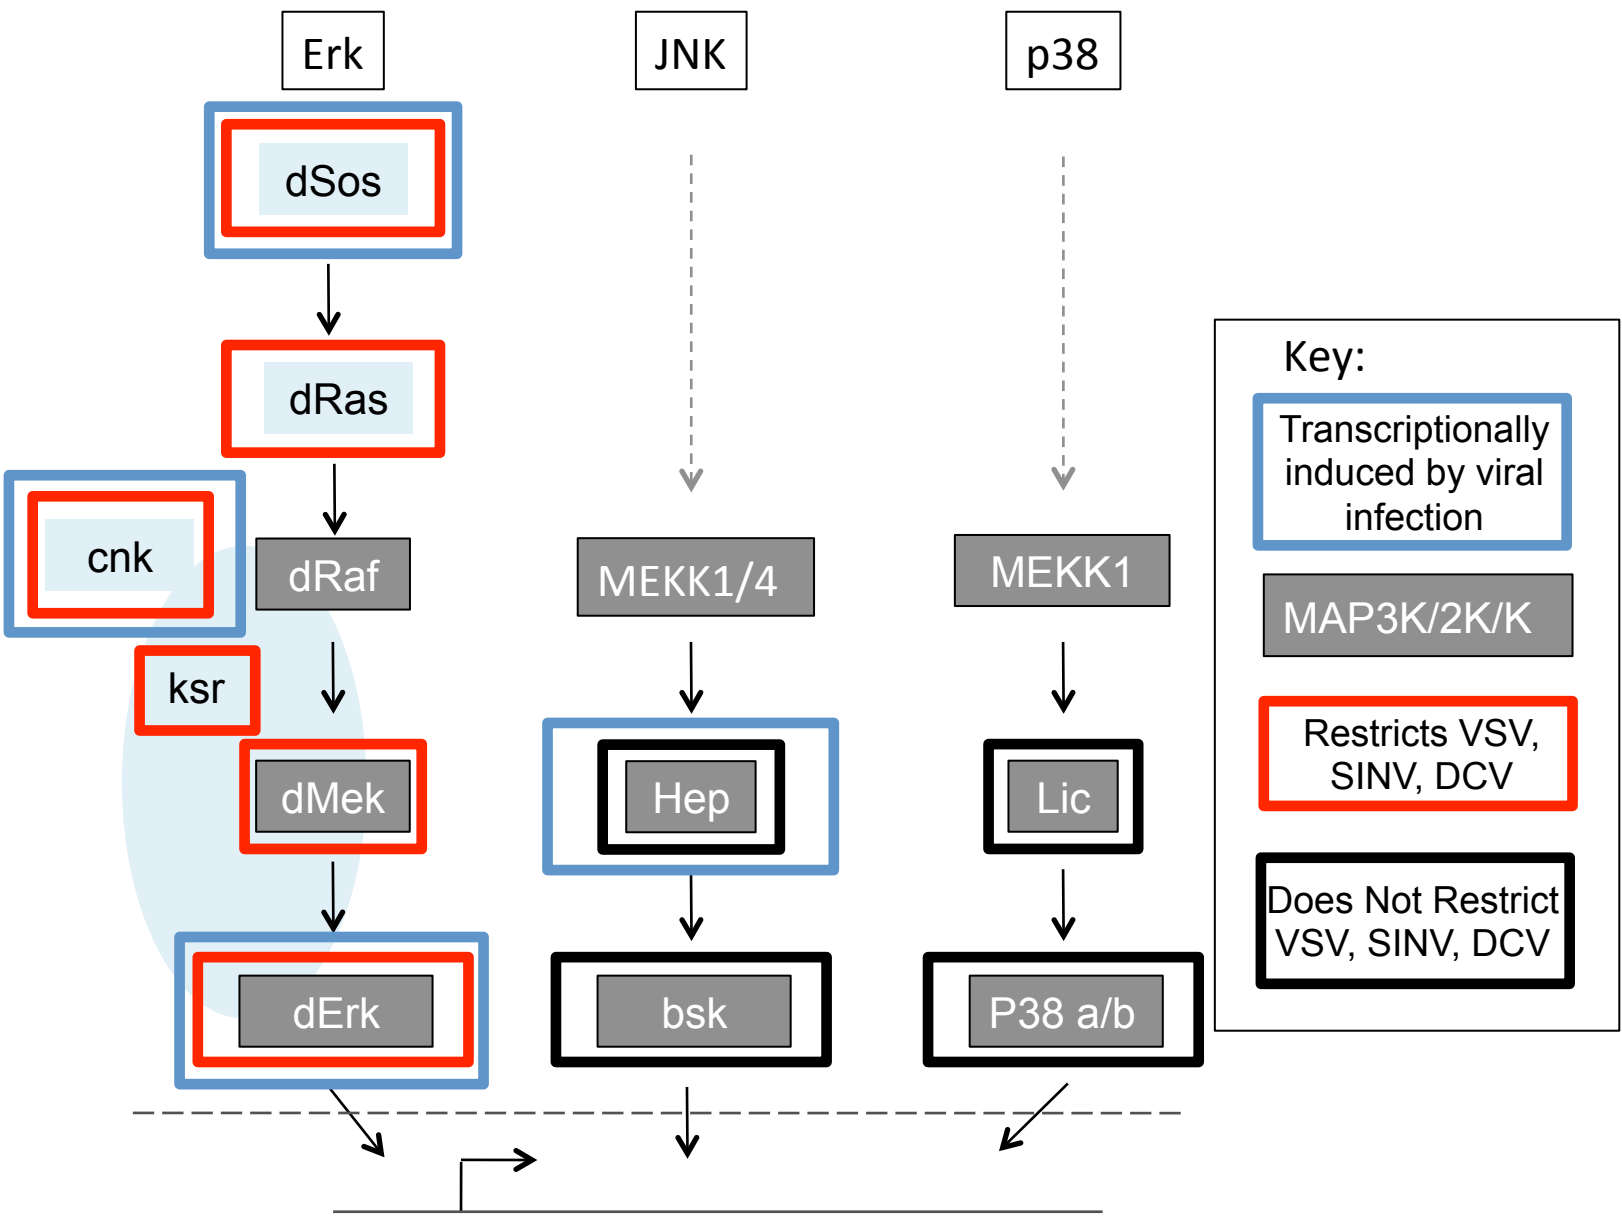 Erk
JNK
p38
dSos
dRas
cnk
dRaf
MEKK1/4
MEKK1
ksr
dMek
Hep
Lic
dErk
bsk
P38 a/b
Key:
Transcriptionally
induced by viral
infection
MAP3K/2K/K
Restricts VSV,
SINV, DCV
Does Not Restrict
VSV, SINV, DCV